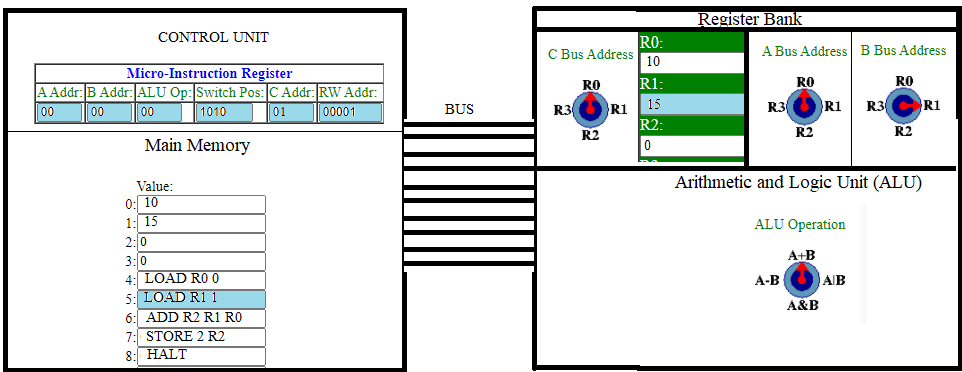 CONTROL UNIT
Micro-Instruction Register
A Addr: B Addr: ALU Op: Switch Pos: C Addr: RW Addr:
00 00 00 1010 01 00001
Main Memory
Value:
0: 10
1: 15
2: 0
3: 0
4: LOAD R0 0
5: LOAD R1 1
6: ADD R2 R1 R0
7: STORE 2 R2
8: HALT
BUS
Register Bank
C Bus Address
R0
R3 R1
R2
R0:
10
R1:
15
R2:
0
A Bus Address
R0
R3 R1
R2
B Bus Address
R0
R3 R1
R2
Arithmetic and Logic Unit (ALU)
ALU Operation
A+B
A-B A|B
A&B